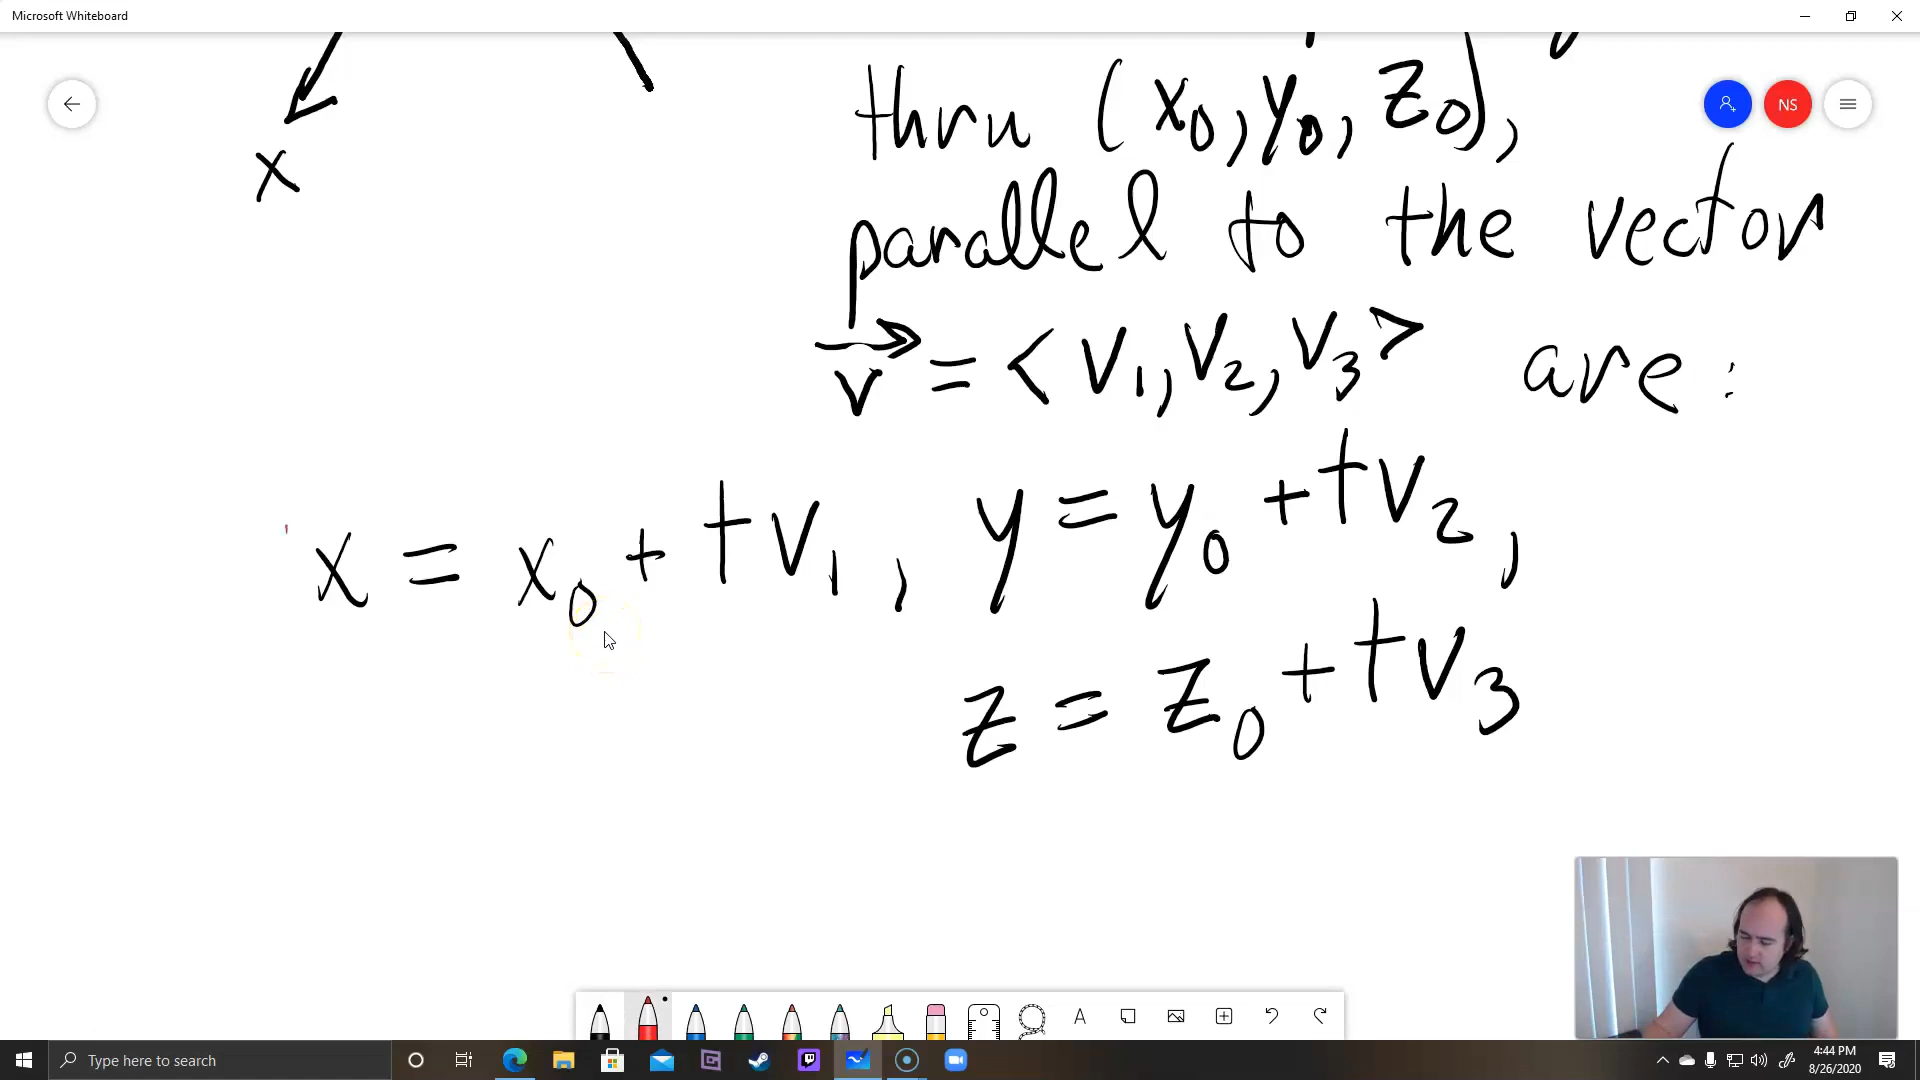 Microsoft Whiteboard
thru (x₀, y₀, z₀),
NS
x
parallel to the vector
v⃗ = <v₁, v₂, v₃> are:
x = x₀ + tv₁, y = y₀ + tv₂,
z = z₀ + tv₃
A
Type here to search
4:44 PM
8/26/2020